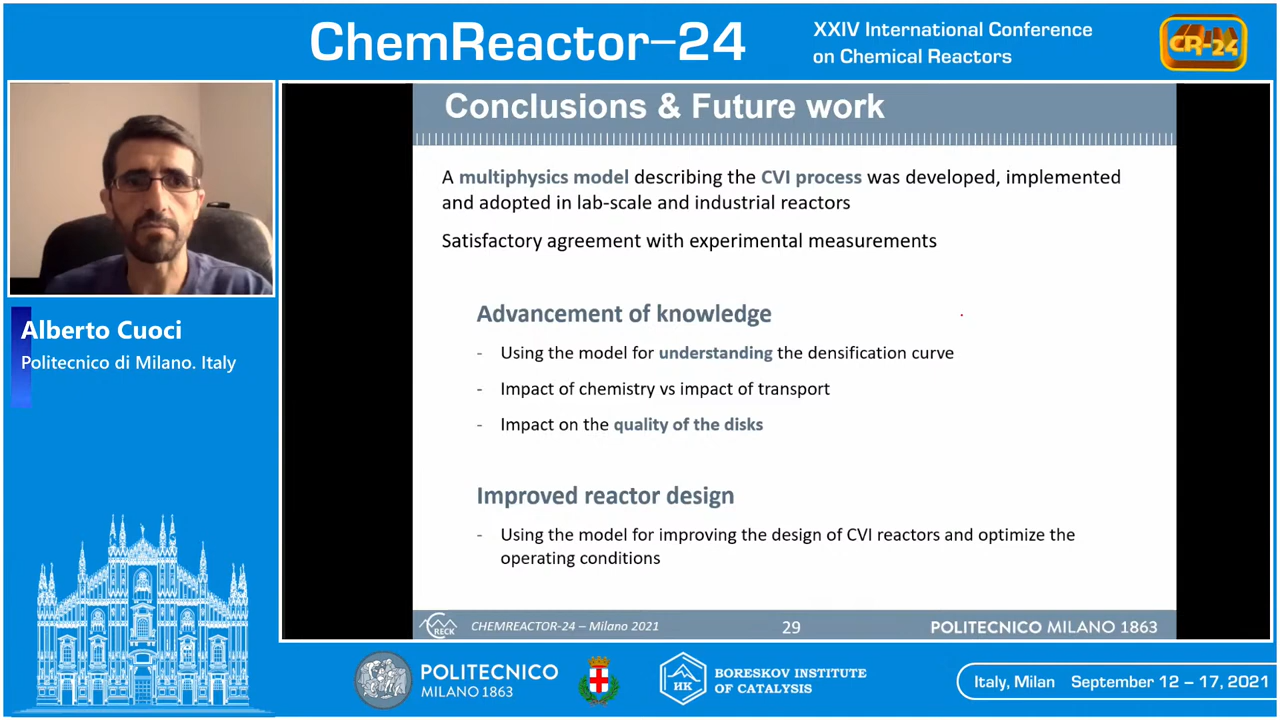 ChemReactor-24
XXIV International Conference
on Chemical Reactors
CR-24
Conclusions & Future work
A multiphysics model describing the CVI process was developed, implemented
and adopted in lab-scale and industrial reactors
Satisfactory agreement with experimental measurements
Alberto Cuoci
Politecnico di Milano. Italy
Advancement of knowledge
- Using the model for understanding the densification curve
- Impact of chemistry vs impact of transport
- Impact on the quality of the disks
Improved reactor design
- Using the model for improving the design of CVI reactors and optimize the
operating conditions
CRECK
CHEMREACTOR-24 – Milano 2021
29
POLITECNICO MILANO 1863
POLITECNICO
MILANO 1863
ИК
BORESKOV INSTITUTE
OF CATALYSIS
Italy, Milan September 12 – 17, 2021